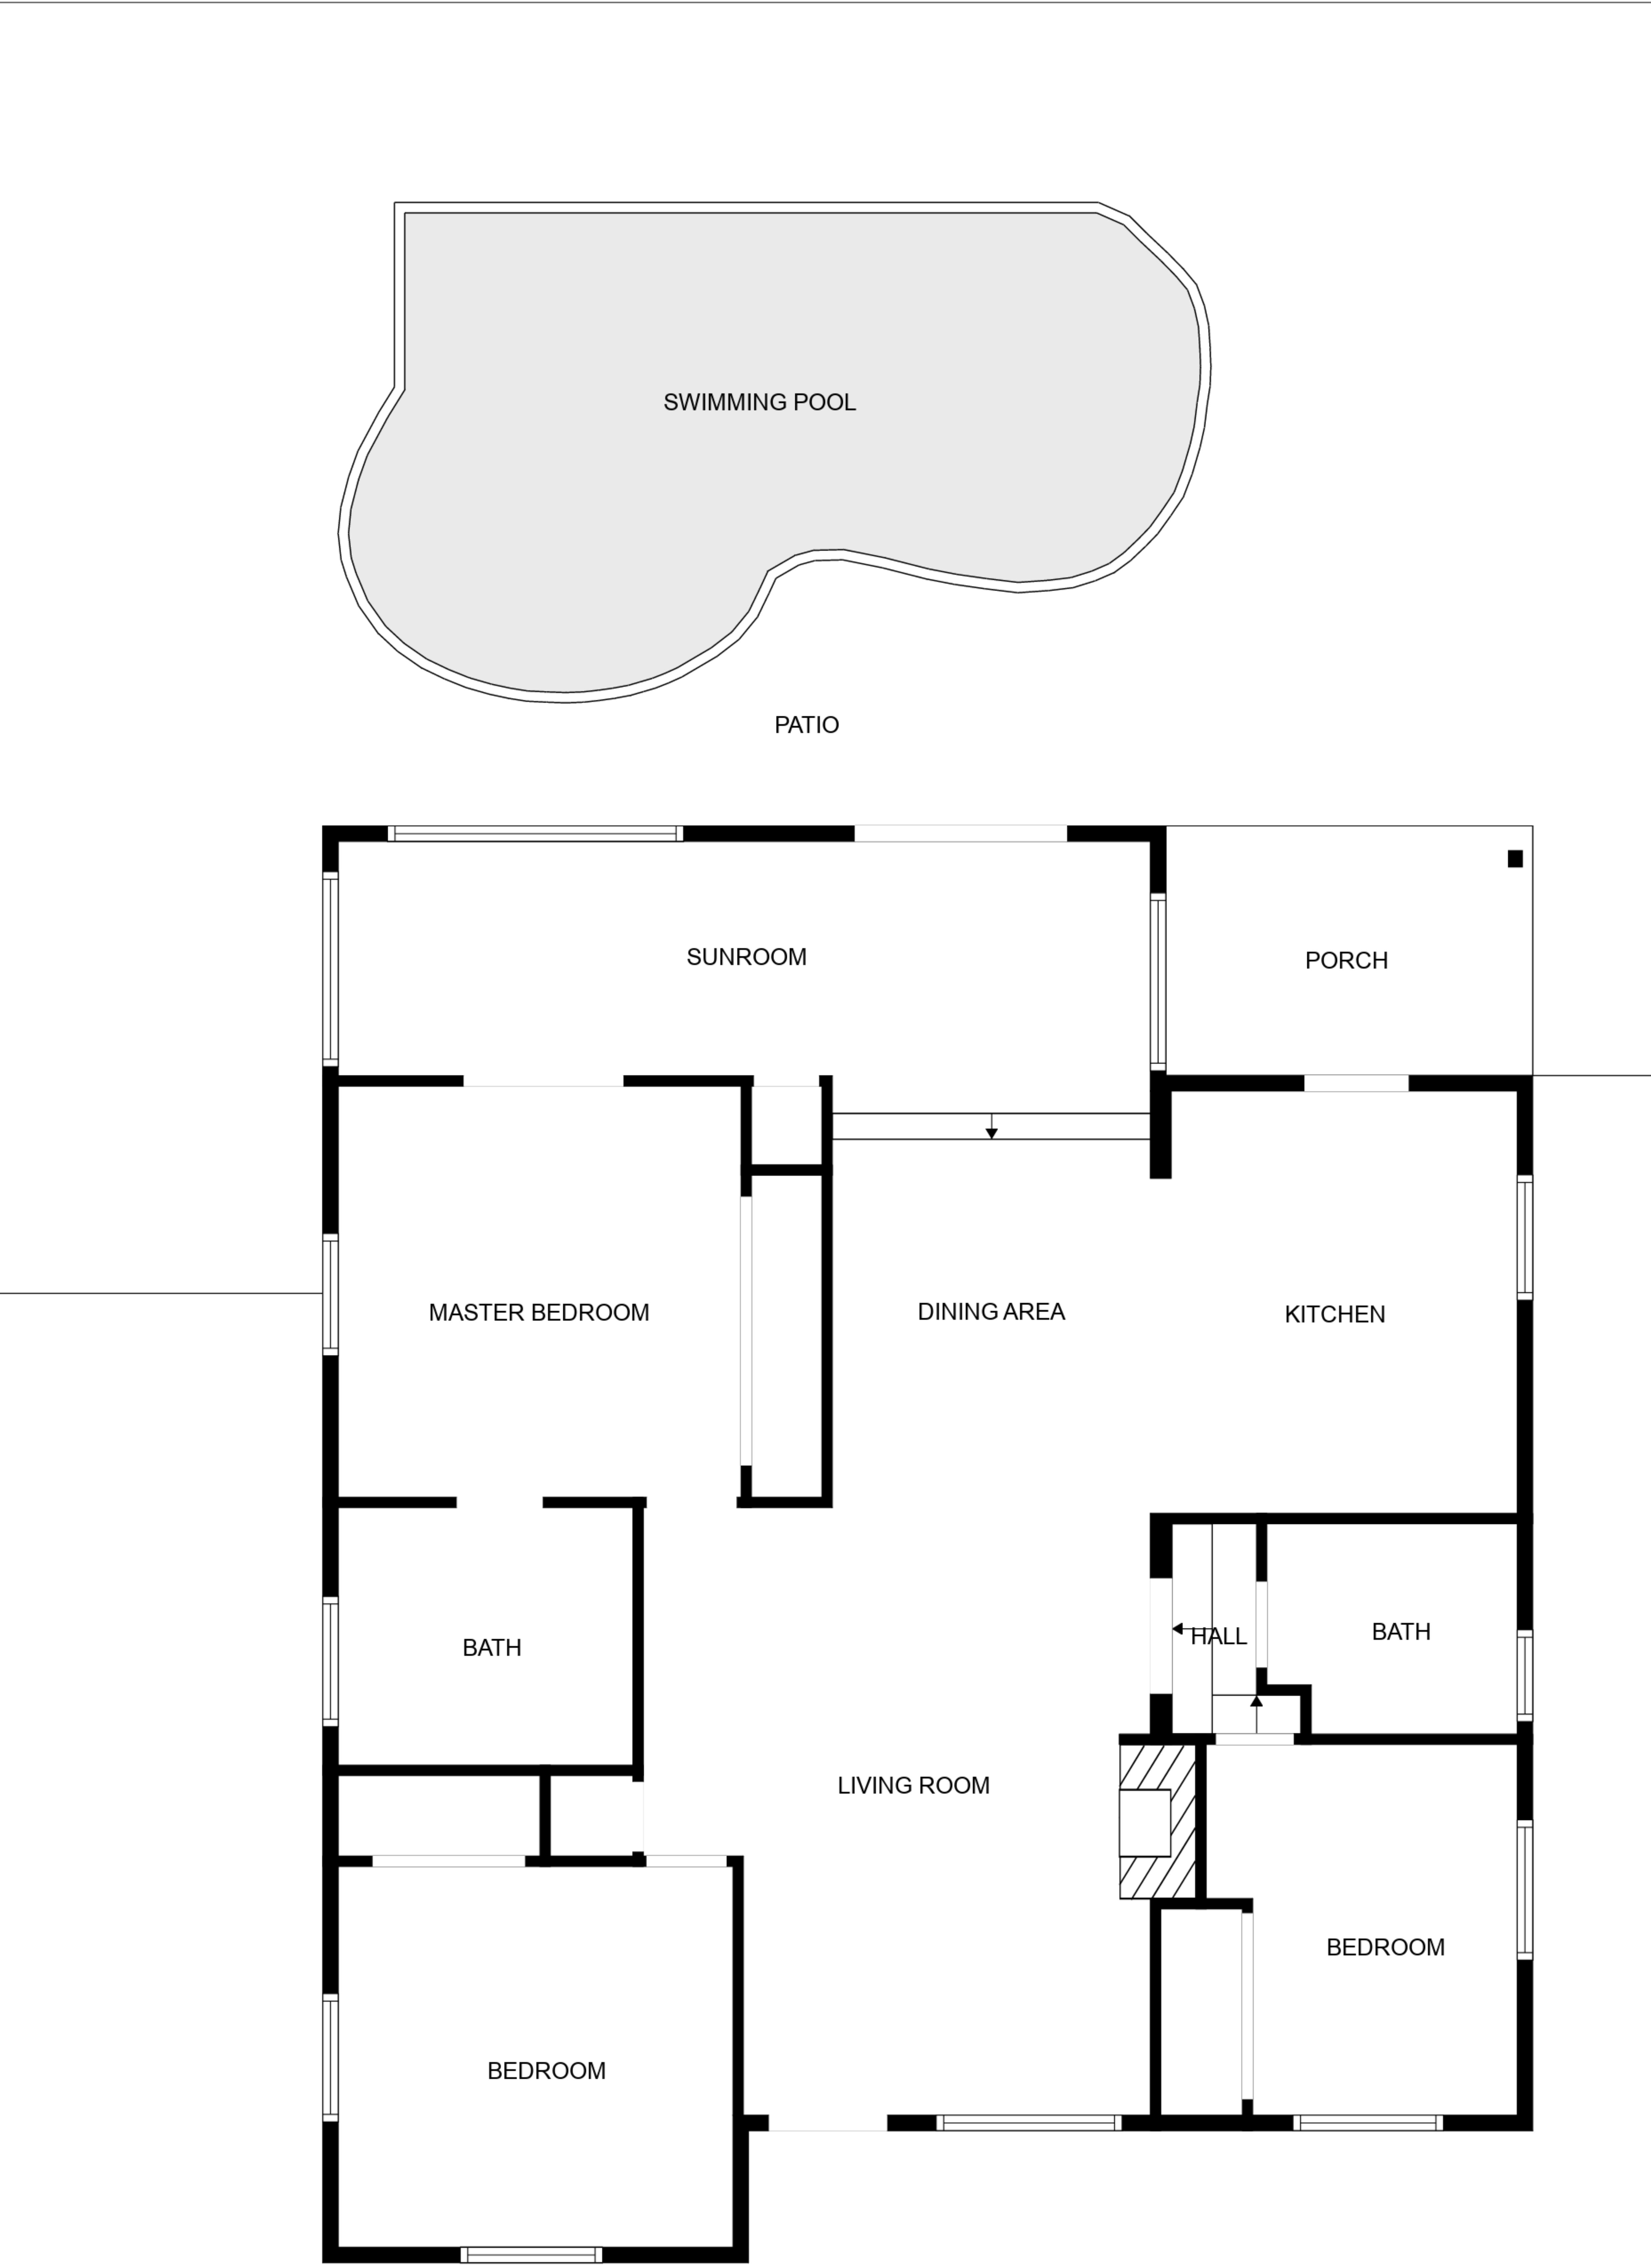 SWIMMING POOL
PATIO
SUNROOM
PORCH
MASTER BEDROOM
DINING AREA
KITCHEN
BATH
HALL
BATH
LIVING ROOM
BEDROOM
BEDROOM